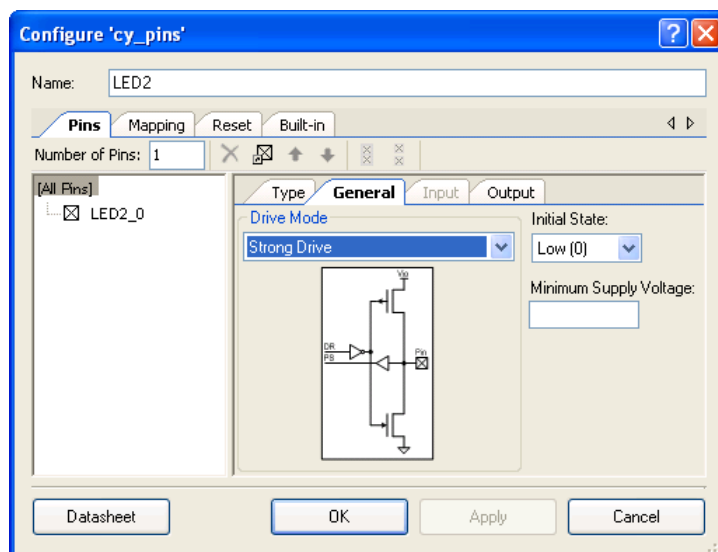 Configure 'cy_pins'
Name: LED2
Pins Mapping Reset Built-in
Number of Pins: 1
[All Pins]
LED2_0
Type General Input Output
Drive Mode
Strong Drive
Initial State:
Low (0)
Minimum Supply Voltage:
Vio
DR
PS
Pin
Datasheet OK Apply Cancel